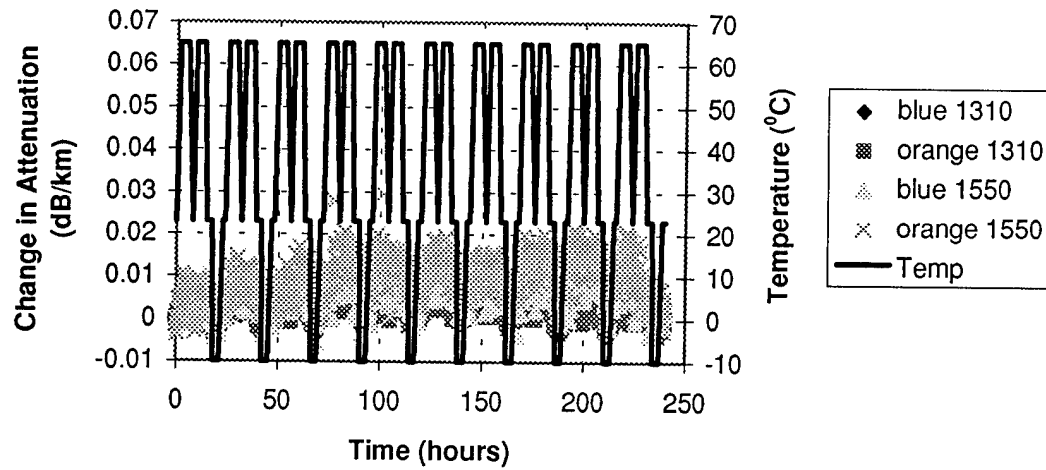 Change in Attenuation
(dB/km)
0.07
0.06
0.05
0.04
0.03
0.02
0.01
0
-0.01
70
60
50
40
30
20
10
0
-10
Temperature (⁰C)
0 50 100 150 200 250
Time (hours)
blue 1310
orange 1310
blue 1550
orange 1550
Temp